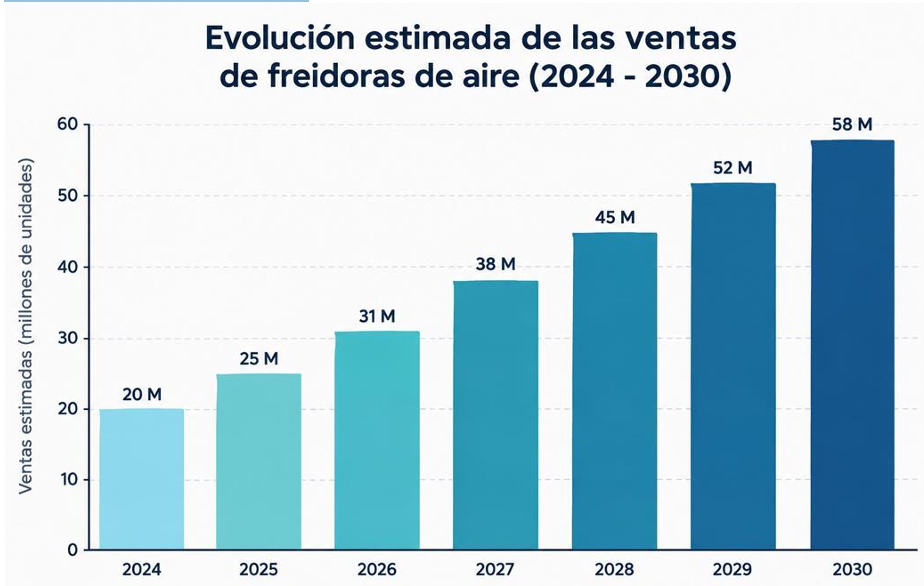 Evolución estimada de las ventas
de freidoras de aire (2024 - 2030)
Ventas estimadas (millones de unidades)
60
50
40
30
20
10
0
20 M
25 M
31 M
38 M
45 M
52 M
58 M
2024
2025
2026
2027
2028
2029
2030